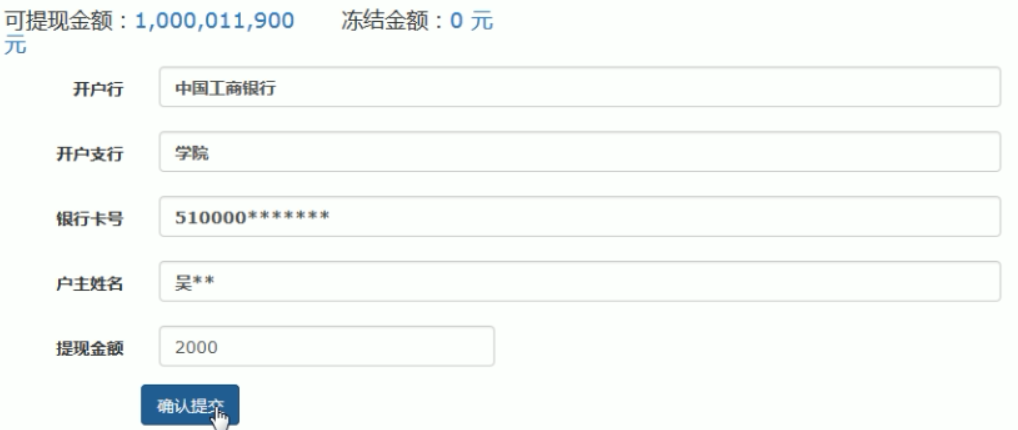 可提现金额：1,000,011,900 冻结金额：0 元
元
开户行 中国工商银行
开户支行 学院
银行卡号 510000*******
户主姓名 吴**
提现金额 2000
确认提交